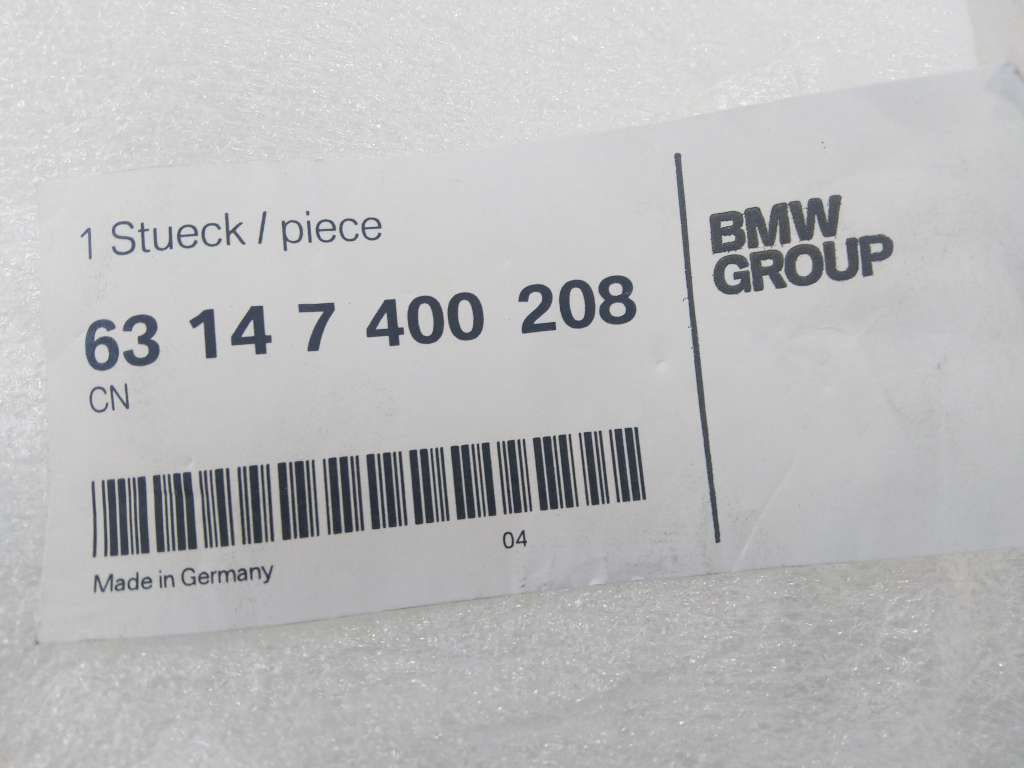 1 Stueck / piece
63 14 7 400 208
CN
04
Made in Germany
BMW
GROUP